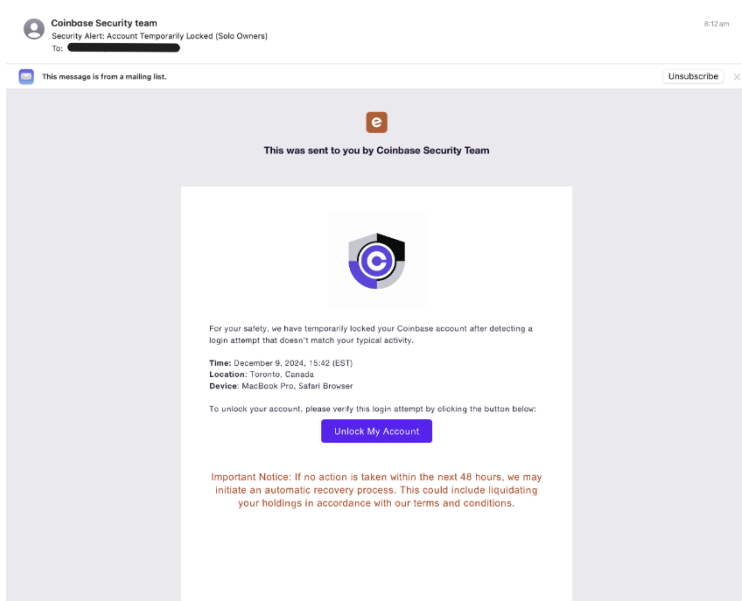 Coinbase Security team
8:12 am
Security Alert: Account Temporarily Locked (Solo Owners)
To:
This message is from a mailing list.
Unsubscribe
e
This was sent to you by Coinbase Security Team
C
For your safety, we have temporarily locked your Coinbase account after detecting a
login attempt that doesn't match your typical activity.
Time: December 9, 2024, 15:42 (EST)
Location: Toronto, Canada
Device: MacBook Pro, Safari Browser
To unlock your account, please verify this login attempt by clicking the button below:
Unlock My Account
Important Notice: If no action is taken within the next 48 hours, we may
initiate an automatic recovery process. This could include liquidating
your holdings in accordance with our terms and conditions.